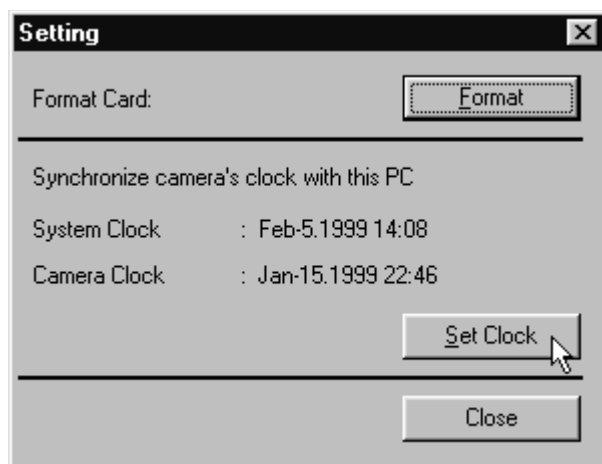 Setting
Format Card: Format
Synchronize camera's clock with this PC
System Clock : Feb-5.1999 14:08
Camera Clock : Jan-15.1999 22:46
Set Clock
Close